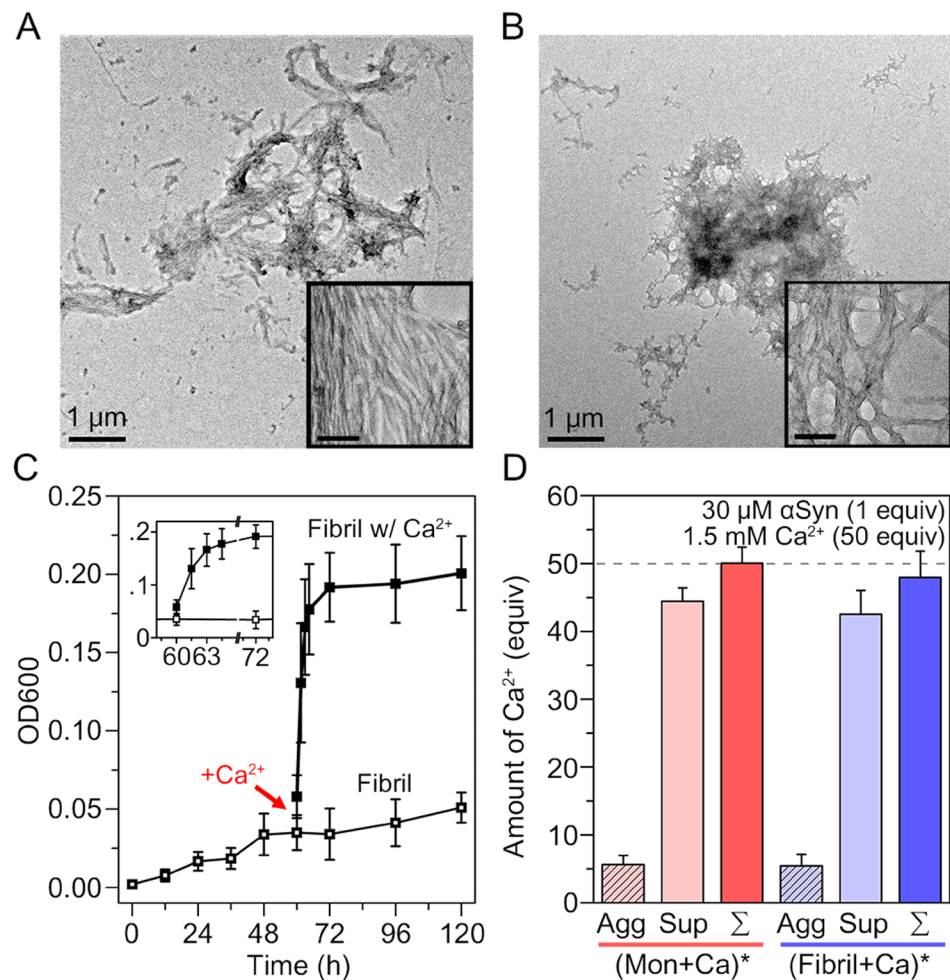 A
B
1 μm
1 μm
C
0.25
0.20
0.15
0.10
0.05
0.00
OD600
.2
.1
0
60 63 72
Fibril w/ Ca²⁺
+Ca²⁺
Fibril
0 24 48 72 96 120
Time (h)
D
60
50
40
30
20
10
0
Amount of Ca²⁺ (equiv)
30 μM αSyn (1 equiv)
1.5 mM Ca²⁺ (50 equiv)
Agg Sup Σ Agg Sup Σ
(Mon+Ca)* (Fibril+Ca)*